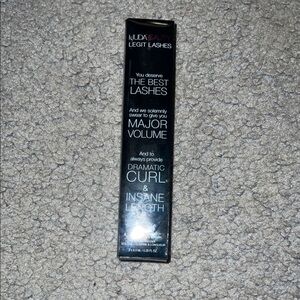 HUDABEAUTY
LEGIT LASHES
You deserve
THE BEST
LASHES
And we solemnly
swear to give you
MAJOR
VOLUME
And to
always provide
DRAMATIC
CURL
&
INSANE
LENGTH